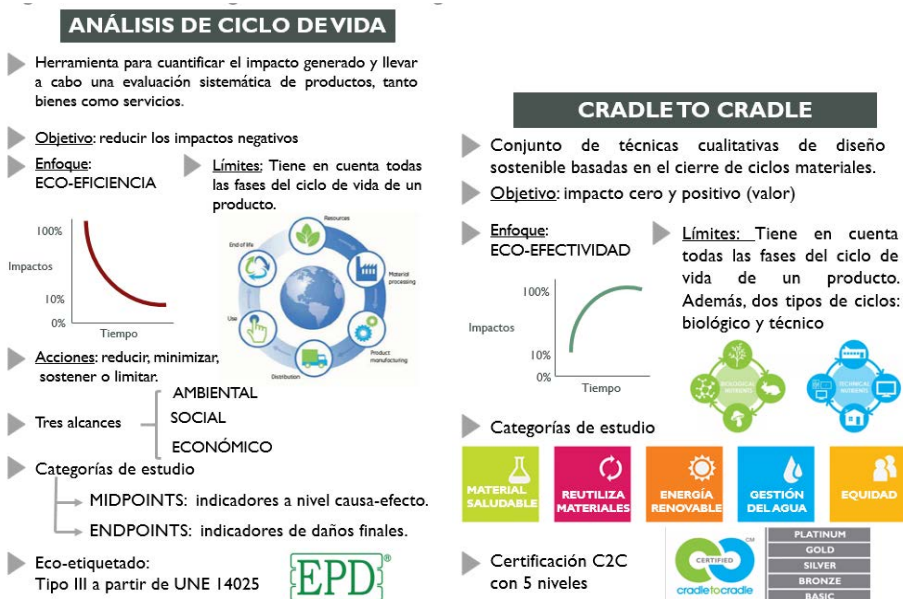 ANÁLISIS DE CICLO DE VIDA
Herramienta para cuantificar el impacto generado y llevar
a cabo una evaluación sistemática de productos, tanto
bienes como servicios.
Objetivo: reducir los impactos negativos
Enfoque:
ECO-EFICIENCIA
Límites: Tiene en cuenta todas
las fases del ciclo de vida de un
producto.
100%
Impactos
10%
0%
Tiempo
Resources
Material
processing
Product
manufacturing
Distribution
Use
End of life
Acciones: reducir, minimizar,
sostener o limitar.
Tres alcances
AMBIENTAL
SOCIAL
ECONÓMICO
Categorías de estudio
MIDPOINTS: indicadores a nivel causa-efecto.
ENDPOINTS: indicadores de daños finales.
Eco-etiquetado:
Tipo III a partir de UNE 14025
EPD®
CRADLE TO CRADLE
Conjunto de técnicas cualitativas de diseño
sostenible basadas en el cierre de ciclos materiales.
Objetivo: impacto cero y positivo (valor)
Enfoque:
ECO-EFECTIVIDAD
Límites: Tiene en cuenta
todas las fases del ciclo de
vida de un producto.
Además, dos tipos de ciclos:
biológico y técnico
100%
Impactos
10%
0%
Tiempo
BIOLOGICAL
NUTRIENT
TECHNICAL
NUTRIENT
Categorías de estudio
MATERIAL
SALUDABLE
REUTILIZA
MATERIALES
ENERGÍA
RENOVABLE
GESTIÓN
DEL AGUA
EQUIDAD
Certificación C2C
con 5 niveles
CERTIFIED
CM
cradletocradle
PLATINUM
GOLD
SILVER
BRONZE
BASIC